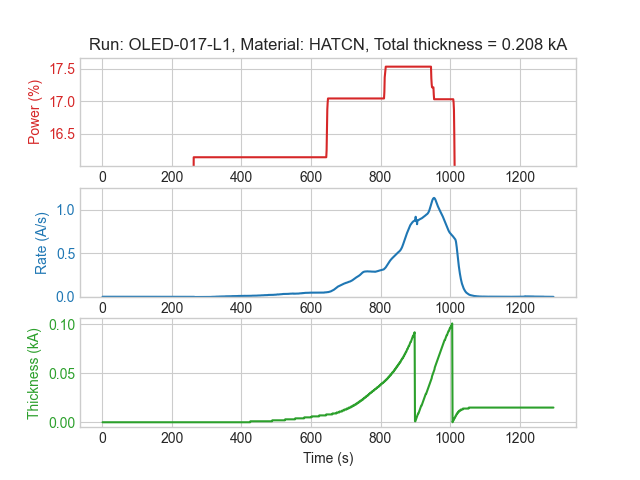 Run: OLED-017-L1, Material: HATCN, Total thickness = 0.208 kA
Power (%)
17.5
17.0
16.5
0 200 400 600 800 1000 1200
Rate (A/s)
1.0
0.5
0.0
0 200 400 600 800 1000 1200
Thickness (kA)
0.10
0.05
0.00
0 200 400 600 800 1000 1200
Time (s)